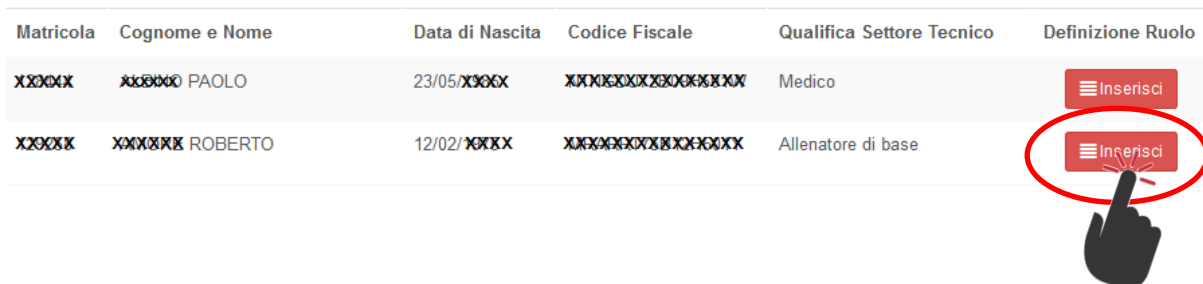 Matricola Cognome e Nome Data di Nascita Codice Fiscale Qualifica Settore Tecnico Definizione Ruolo
PAOLO 23/05/ Medico Inserisci
ROBERTO 12/02/ Allenatore di base Inserisci